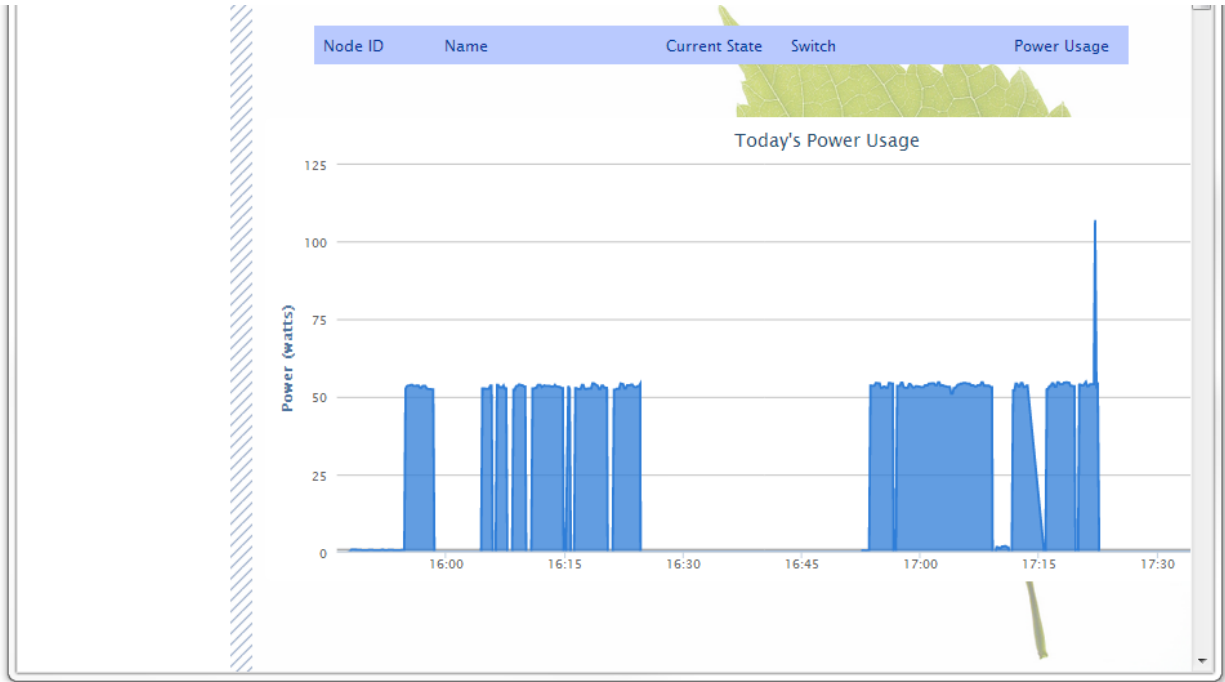 Node ID Name Current State Switch Power Usage
Today's Power Usage
125
100
75
50
25
0
Power (watts)
16:00 16:15 16:30 16:45 17:00 17:15 17:30